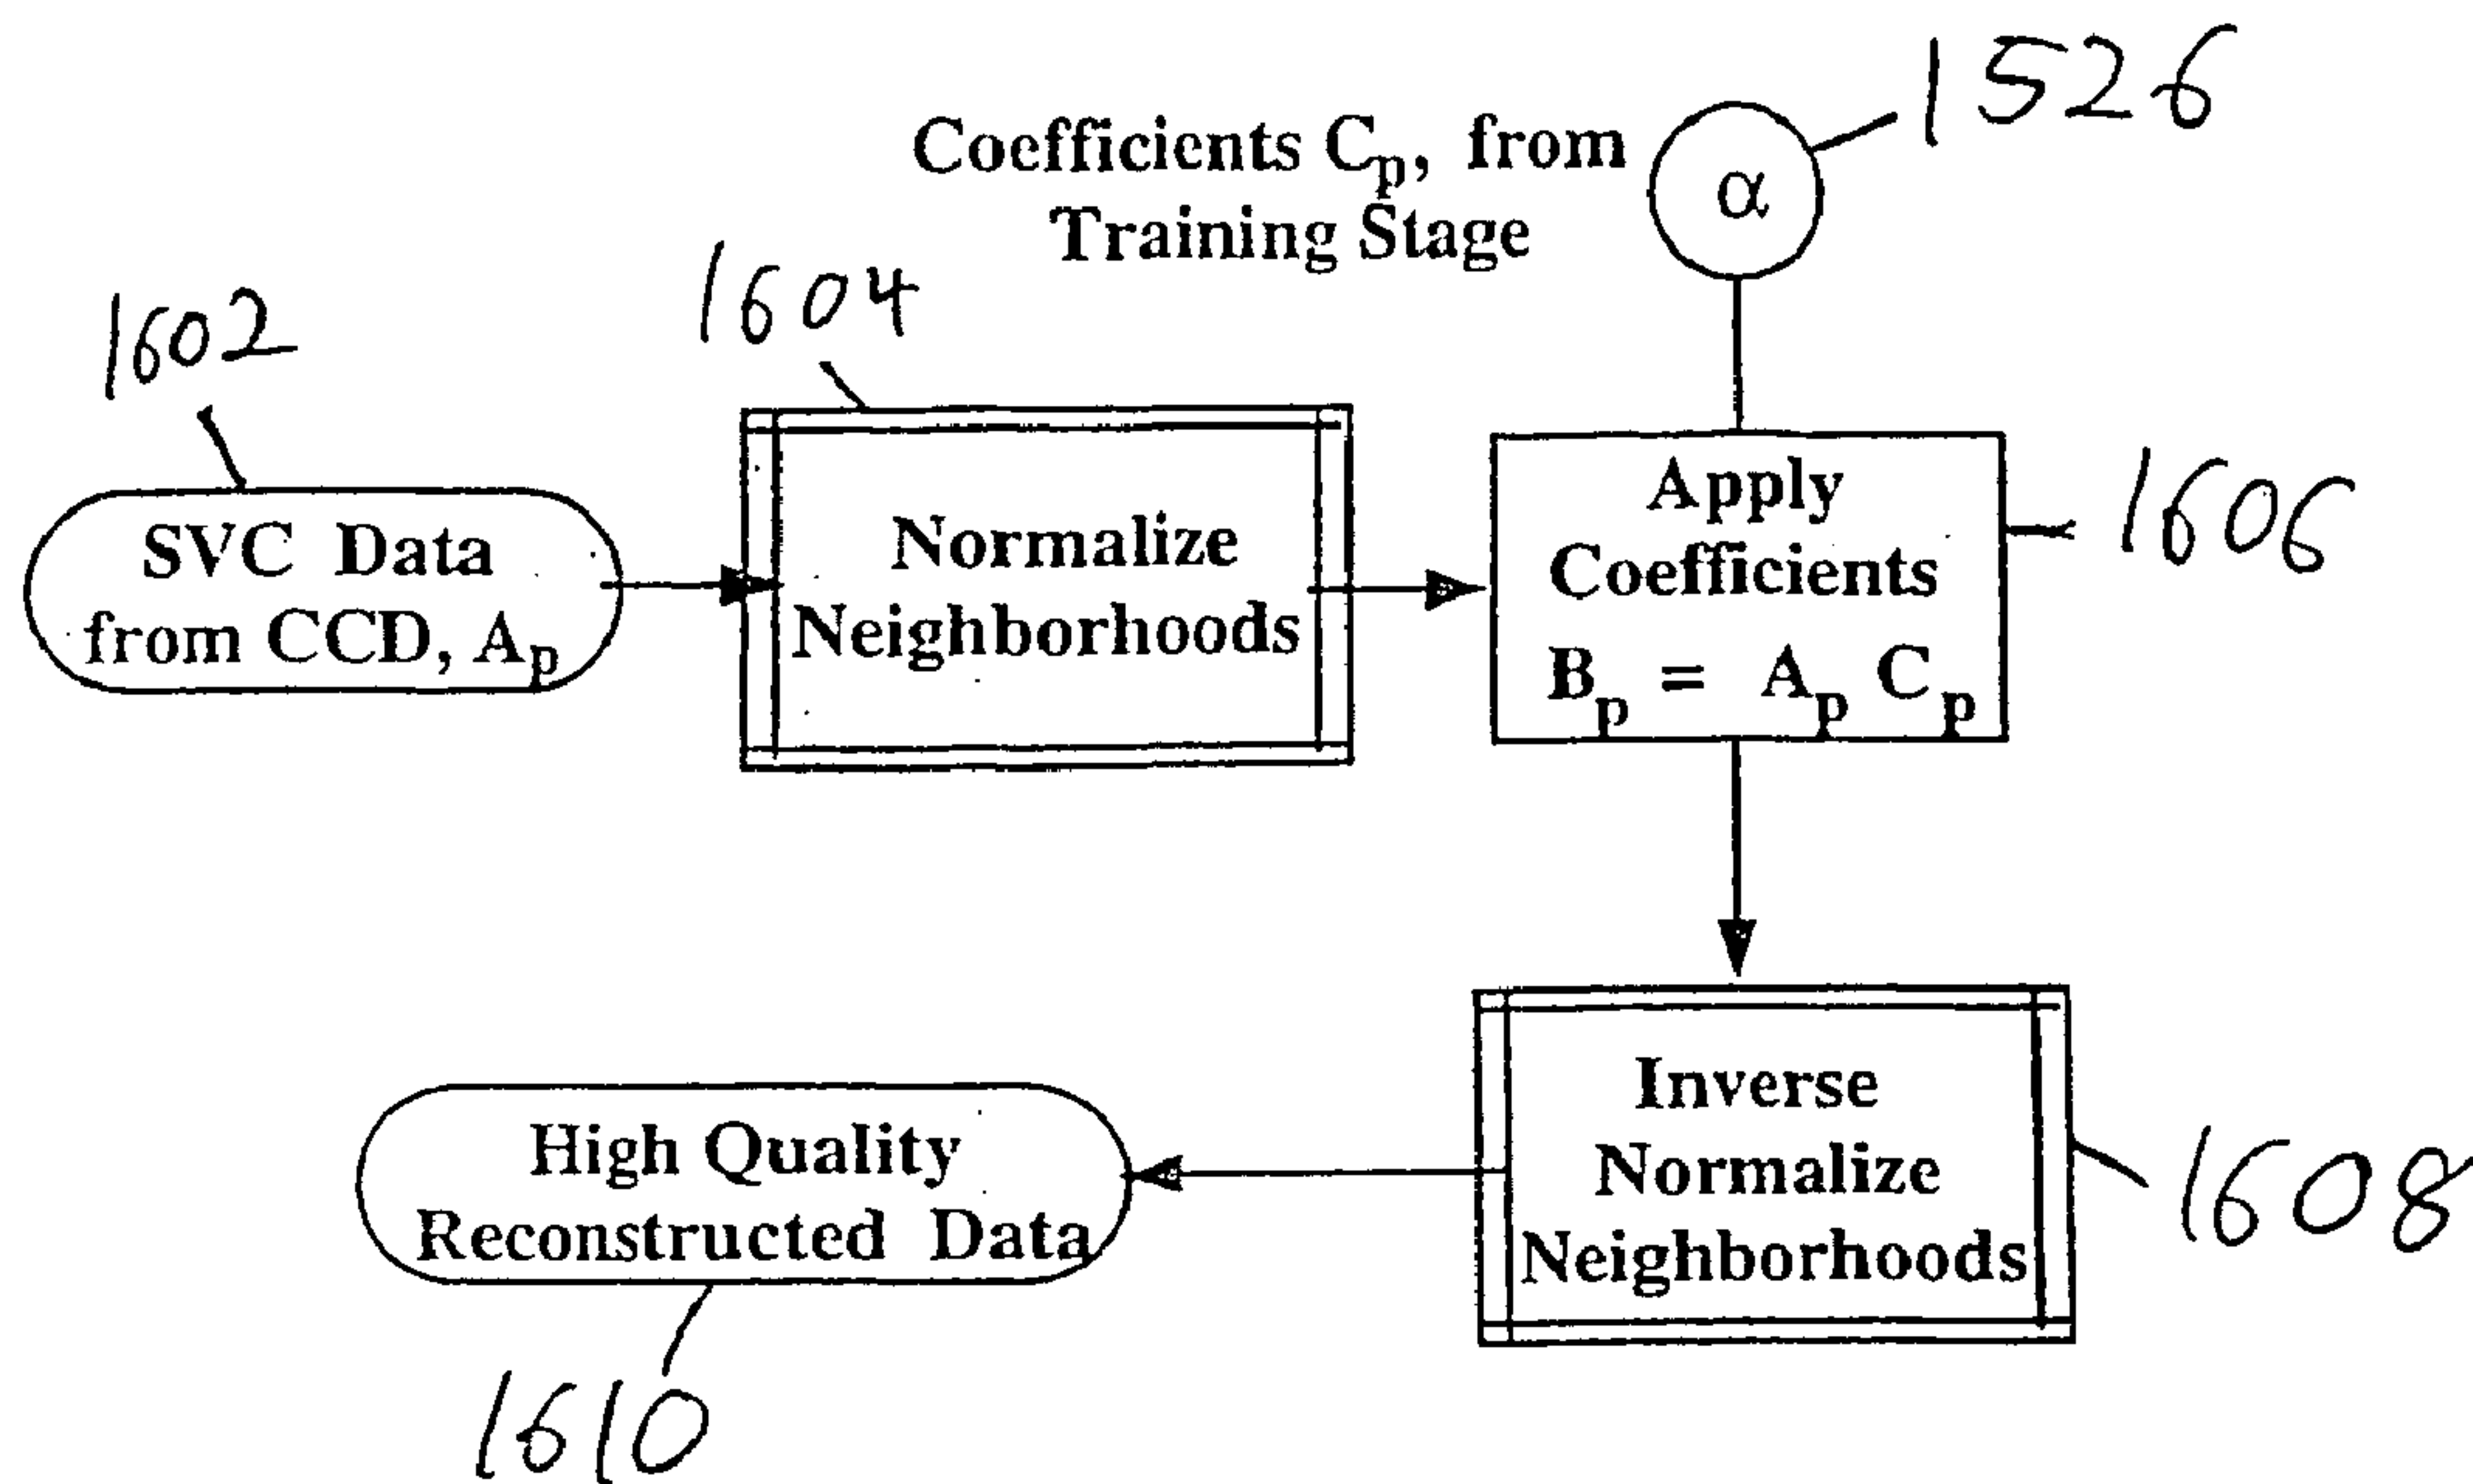 1526
Coefficients Cp, from
Training Stage
α
1602
1604
SVC Data
from CCD, Ap
Normalize
Neighborhoods
Apply
Coefficients
Bp = Ap Cp
1606
Inverse
Normalize
Neighborhoods
1608
High Quality
Reconstructed Data
1610